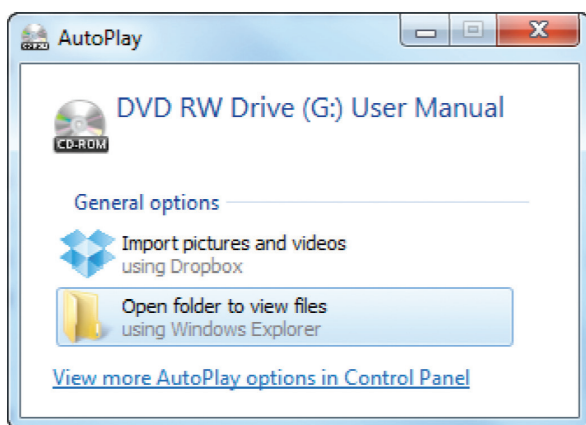 AutoPlay
DVD RW Drive (G:) User Manual
CD-ROM
General options
Import pictures and videos
using Dropbox
Open folder to view files
using Windows Explorer
View more AutoPlay options in Control Panel